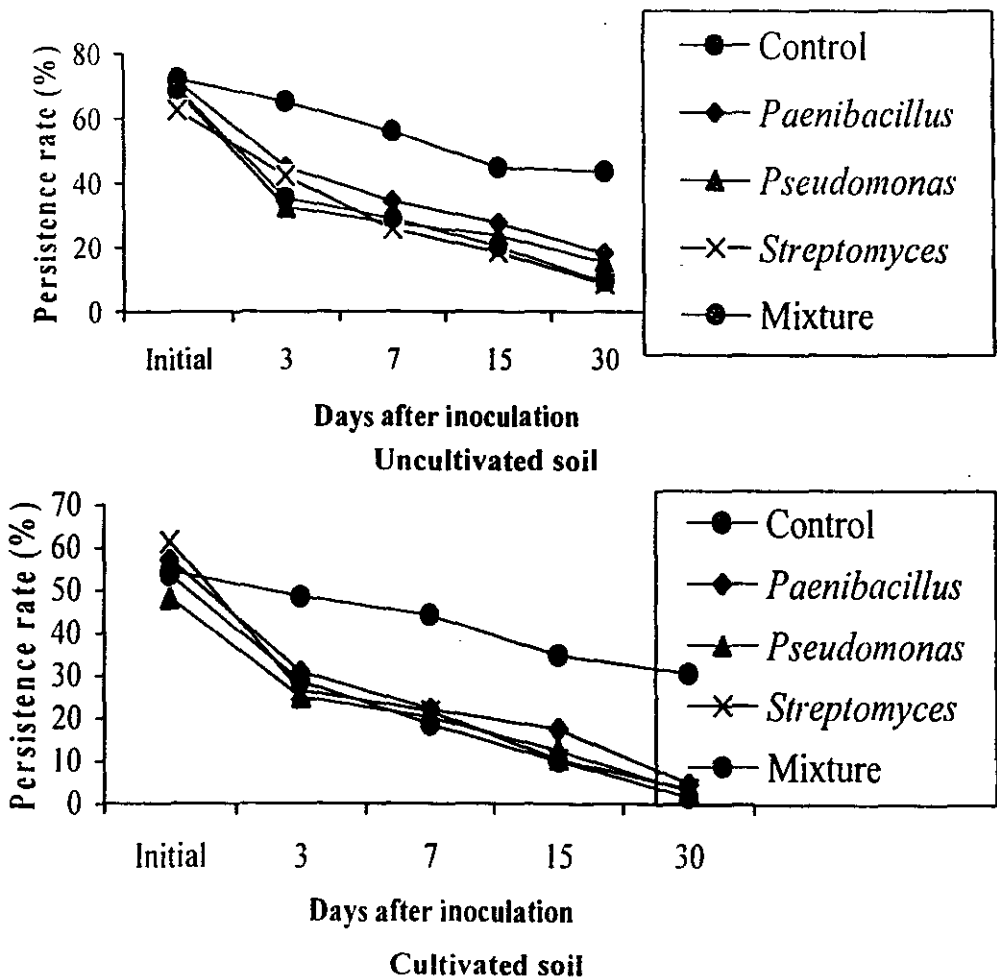 Persistence rate (%)
80
60
40
20
0
Initial 3 7 15 30
Days after inoculation
Uncultivated soil
Control
Paenibacillus
Pseudomonas
Streptomyces
Mixture
Persistence rate (%)
70
60
50
40
30
20
10
0
Initial 3 7 15 30
Days after inoculation
Cultivated soil
Control
Paenibacillus
Pseudomonas
Streptomyces
Mixture